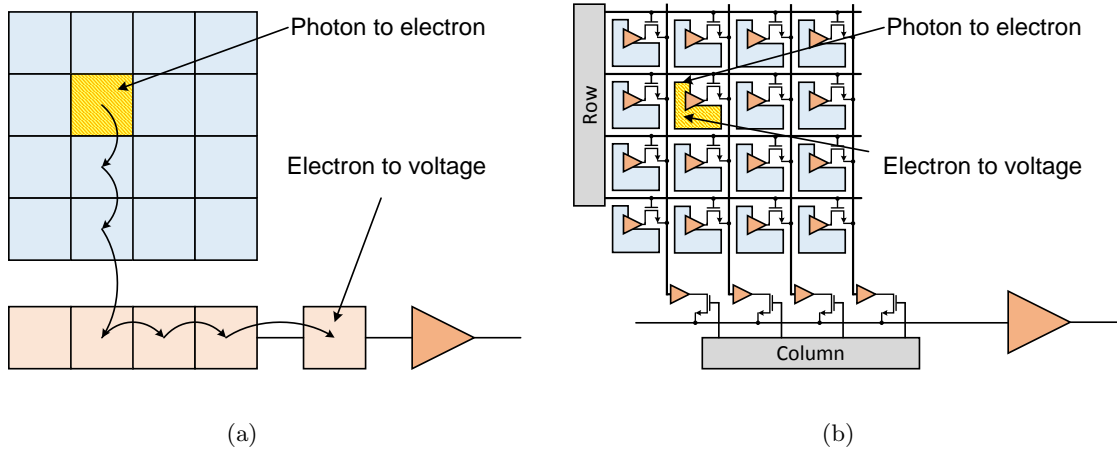 Photon to electron
Electron to voltage
(a)
Row
Photon to electron
Electron to voltage
Column
(b)